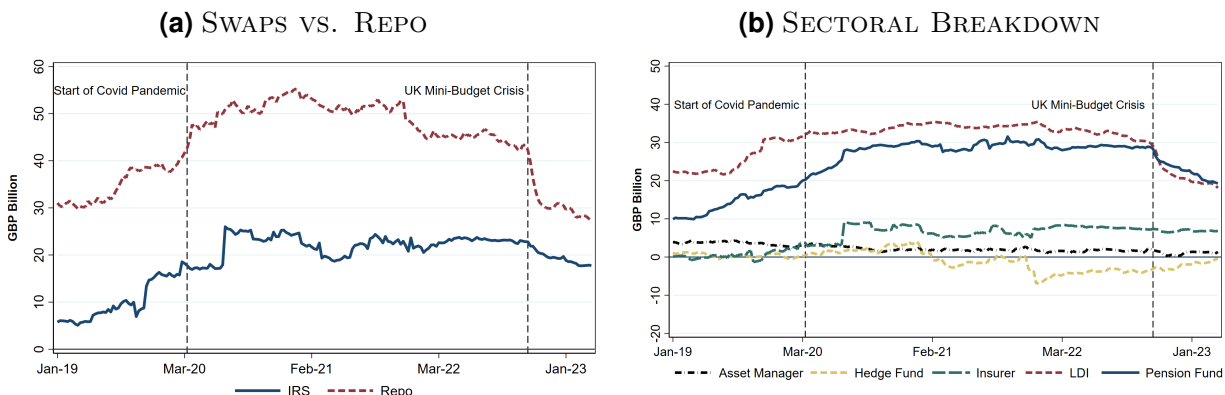 (a) SWAPS VS. REPO
GBP Billion
60
50
40
30
20
10
0
Start of Covid Pandemic
UK Mini-Budget Crisis
Jan-19
Mar-20
Feb-21
Mar-22
Jan-23
IRS
Repo
(b) SECTORAL BREAKDOWN
GBP Billion
50
40
30
20
10
0
-10
-20
Start of Covid Pandemic
UK Mini-Budget Crisis
Jan-19
Mar-20
Feb-21
Mar-22
Jan-23
Asset Manager
Hedge Fund
Insurer
LDI
Pension Fund